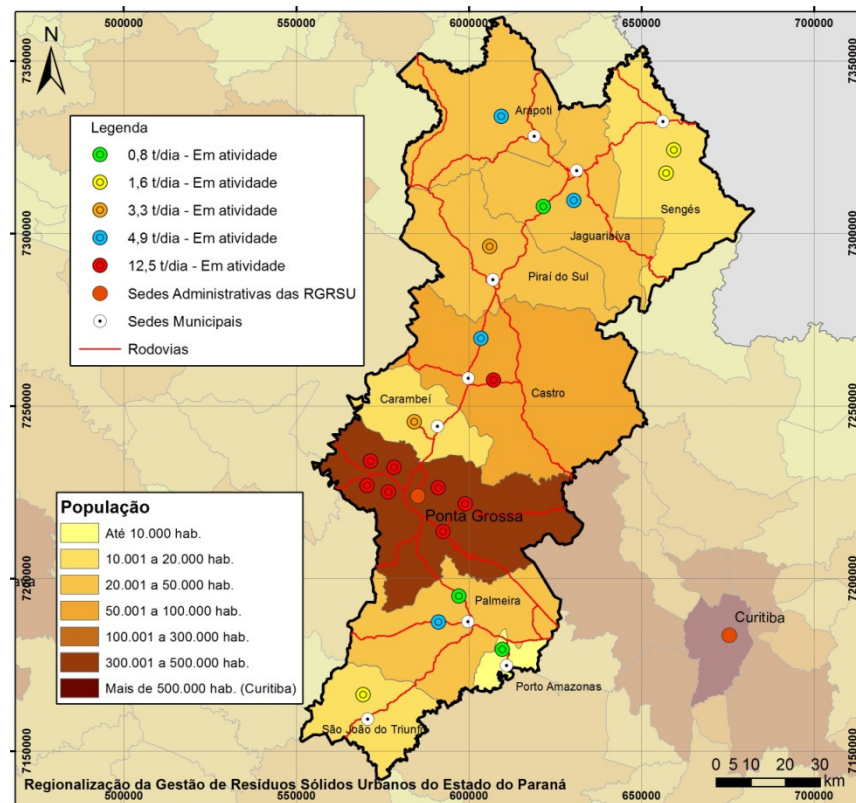 500000 550000 600000 650000 700000
7350000 7350000
N
Legenda
0,8 t/dia - Em atividade
1,6 t/dia - Em atividade
3,3 t/dia - Em atividade
4,9 t/dia - Em atividade
12,5 t/dia - Em atividade
Sedes Administrativas das RGRSU
Sedes Municipais
Rodovias
Arapoti
Sengés
7300000 7300000
Jaguariaíva
Piraí do Sul
7250000 7250000
Carambeí
Castro
População
Até 10.000 hab.
10.001 a 20.000 hab.
20.001 a 50.000 hab.
50.001 a 100.000 hab.
100.001 a 300.000 hab.
300.001 a 500.000 hab.
Mais de 500.000 hab. (Curitiba)
Ponta Grossa
7200000 7200000
Palmeira
Curitiba
Porto Amazonas
São João do Triunfo
7150000 7150000
Regionalização da Gestão de Resíduos Sólidos Urbanos do Estado do Paraná
0 5 10 20 30
km
500000 550000 600000 650000 700000